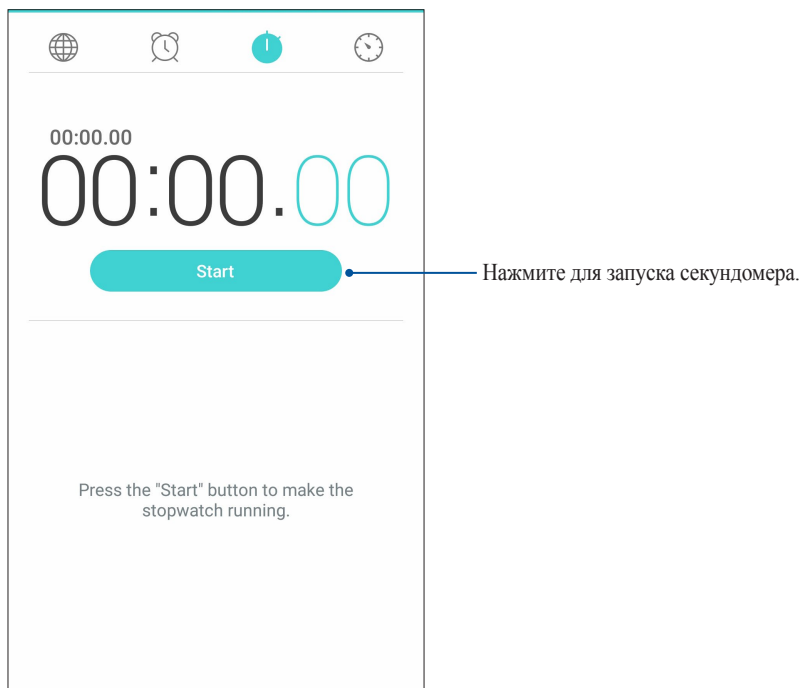 00:00.00
00:00.00
Start
Нажмите для запуска секундомера.
Press the "Start" button to make the
stopwatch running.